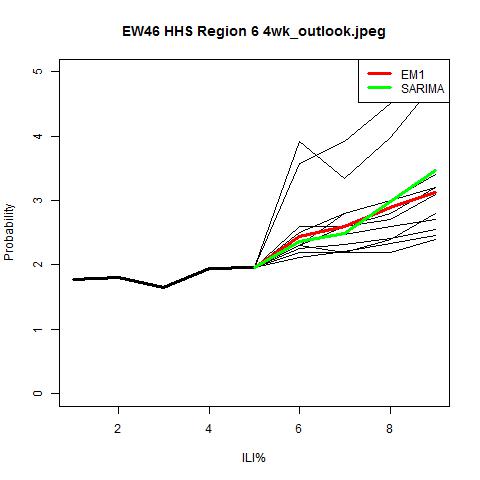 EW46 HHS Region 6 4wk_outlook.jpeg
EM1
SARIMA
5
4
3
2
1
0
Probability
2 4 6 8
ILI%